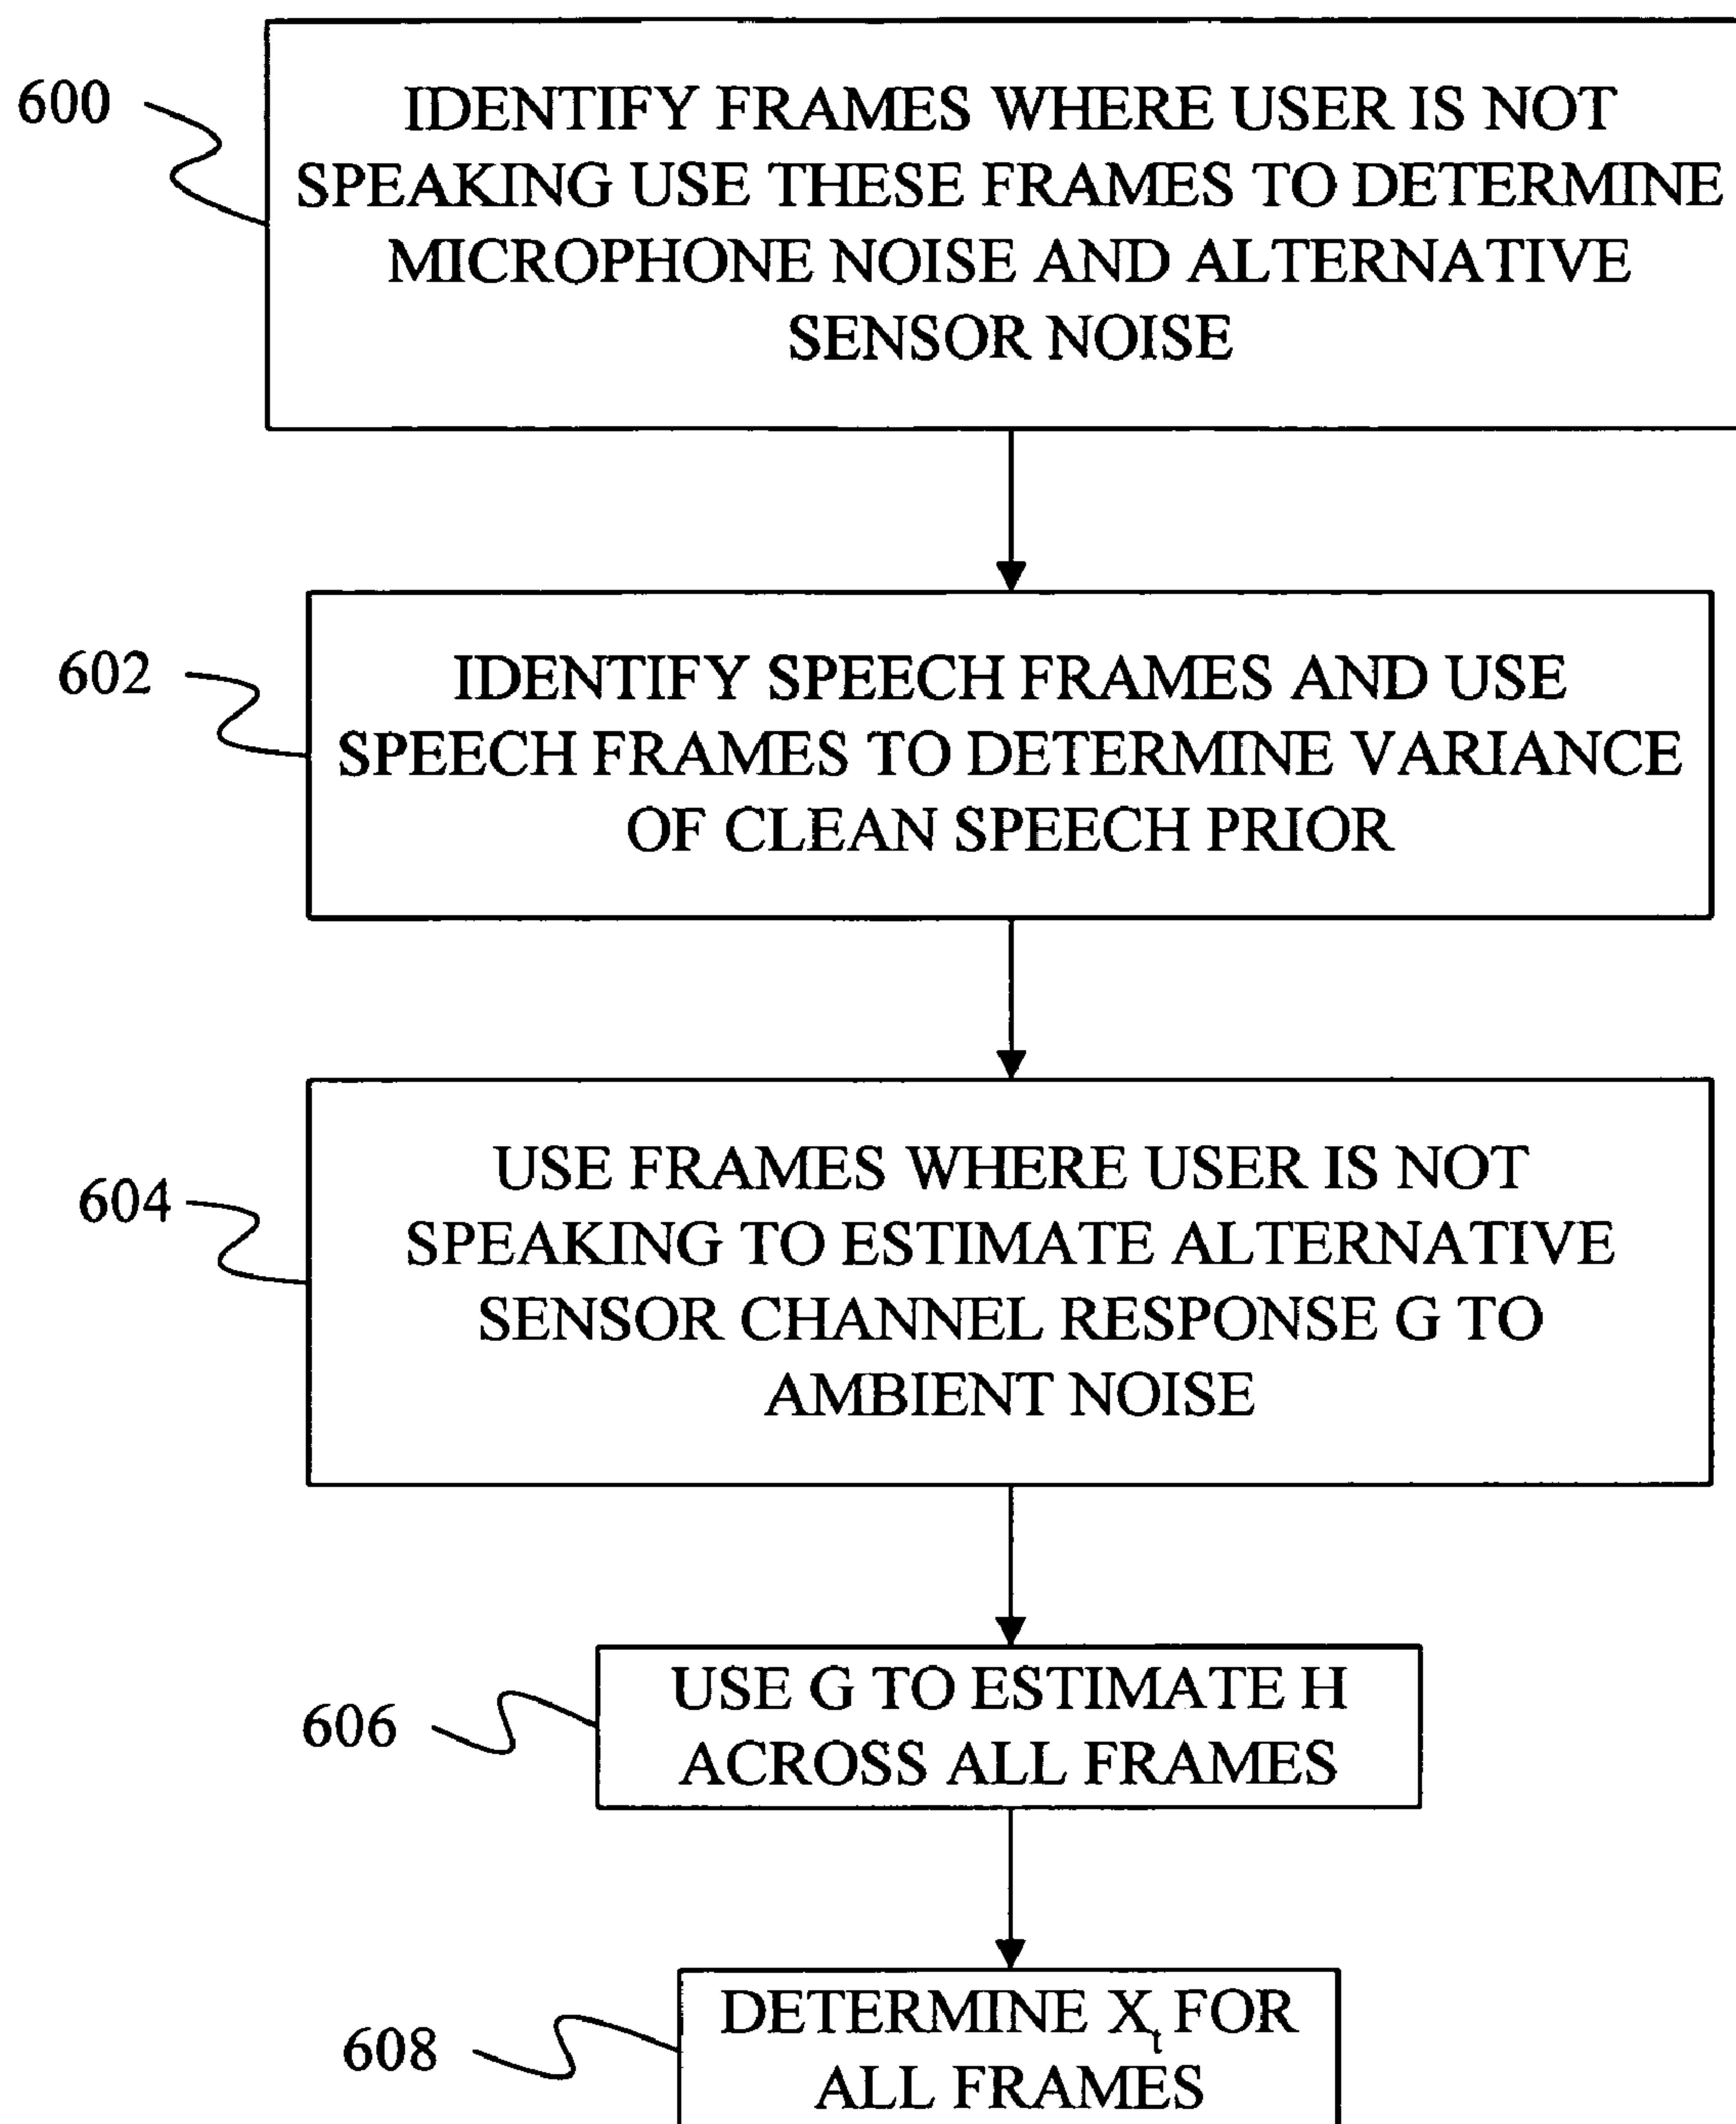 600
IDENTIFY FRAMES WHERE USER IS NOT
SPEAKING USE THESE FRAMES TO DETERMINE
MICROPHONE NOISE AND ALTERNATIVE
SENSOR NOISE
602
IDENTIFY SPEECH FRAMES AND USE
SPEECH FRAMES TO DETERMINE VARIANCE
OF CLEAN SPEECH PRIOR
604
USE FRAMES WHERE USER IS NOT
SPEAKING TO ESTIMATE ALTERNATIVE
SENSOR CHANNEL RESPONSE G TO
AMBIENT NOISE
606
USE G TO ESTIMATE H
ACROSS ALL FRAMES
608
DETERMINE Xt FOR
ALL FRAMES